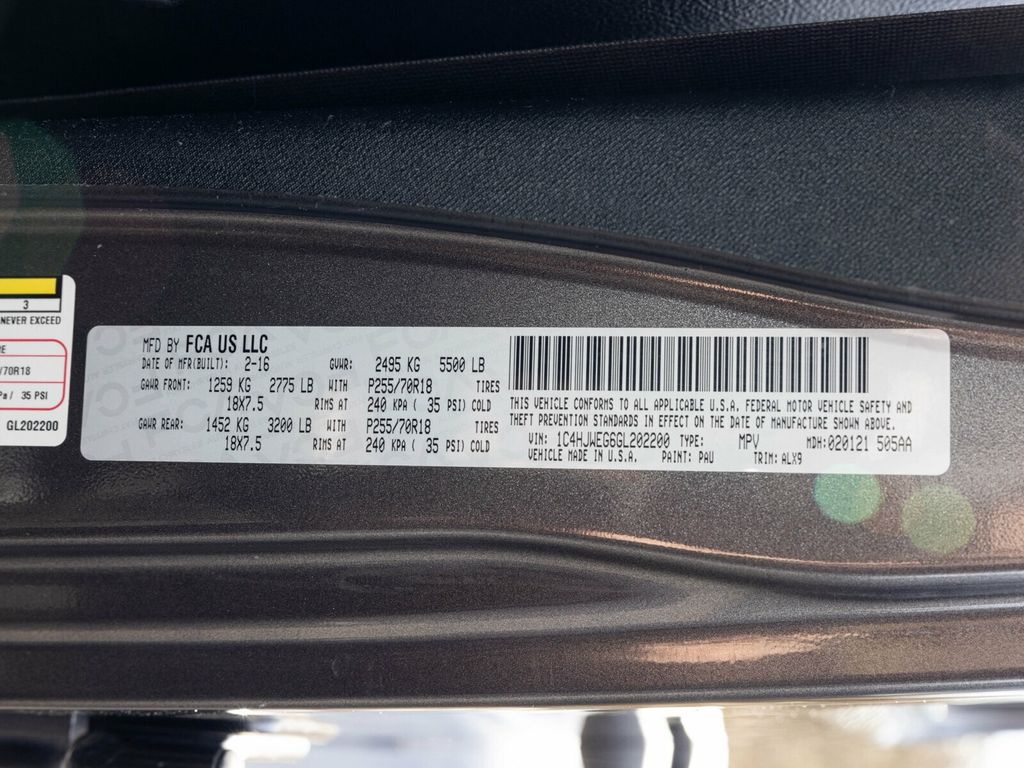 3
NEVER EXCEED
RE
/70R18
Pa/ 35 PSI
GL202200
MFD BY FCA US LLC
DATE OF MFR(BUILT): 2-16 GVWR: 2495 KG 5500 LB
GAWR FRONT: 1259 KG 2775 LB WITH P255/70R18 TIRES
18X7.5 RIMS AT 240 KPA ( 35 PSI) COLD
GAWR REAR: 1452 KG 3200 LB WITH P255/70R18 TIRES
18X7.5 RIMS AT 240 KPA ( 35 PSI) COLD
THIS VEHICLE CONFORMS TO ALL APPLICABLE U.S.A. FEDERAL MOTOR VEHICLE SAFETY AND
THEFT PREVENTION STANDARDS IN EFFECT ON THE DATE OF MANUFACTURE SHOWN ABOVE.
VIN: 1C4HJWEG6GL202200 TYPE: MPV MDH:020121 505AA
VEHICLE MADE IN U.S.A. PAINT: PAU TRIM: ALX9